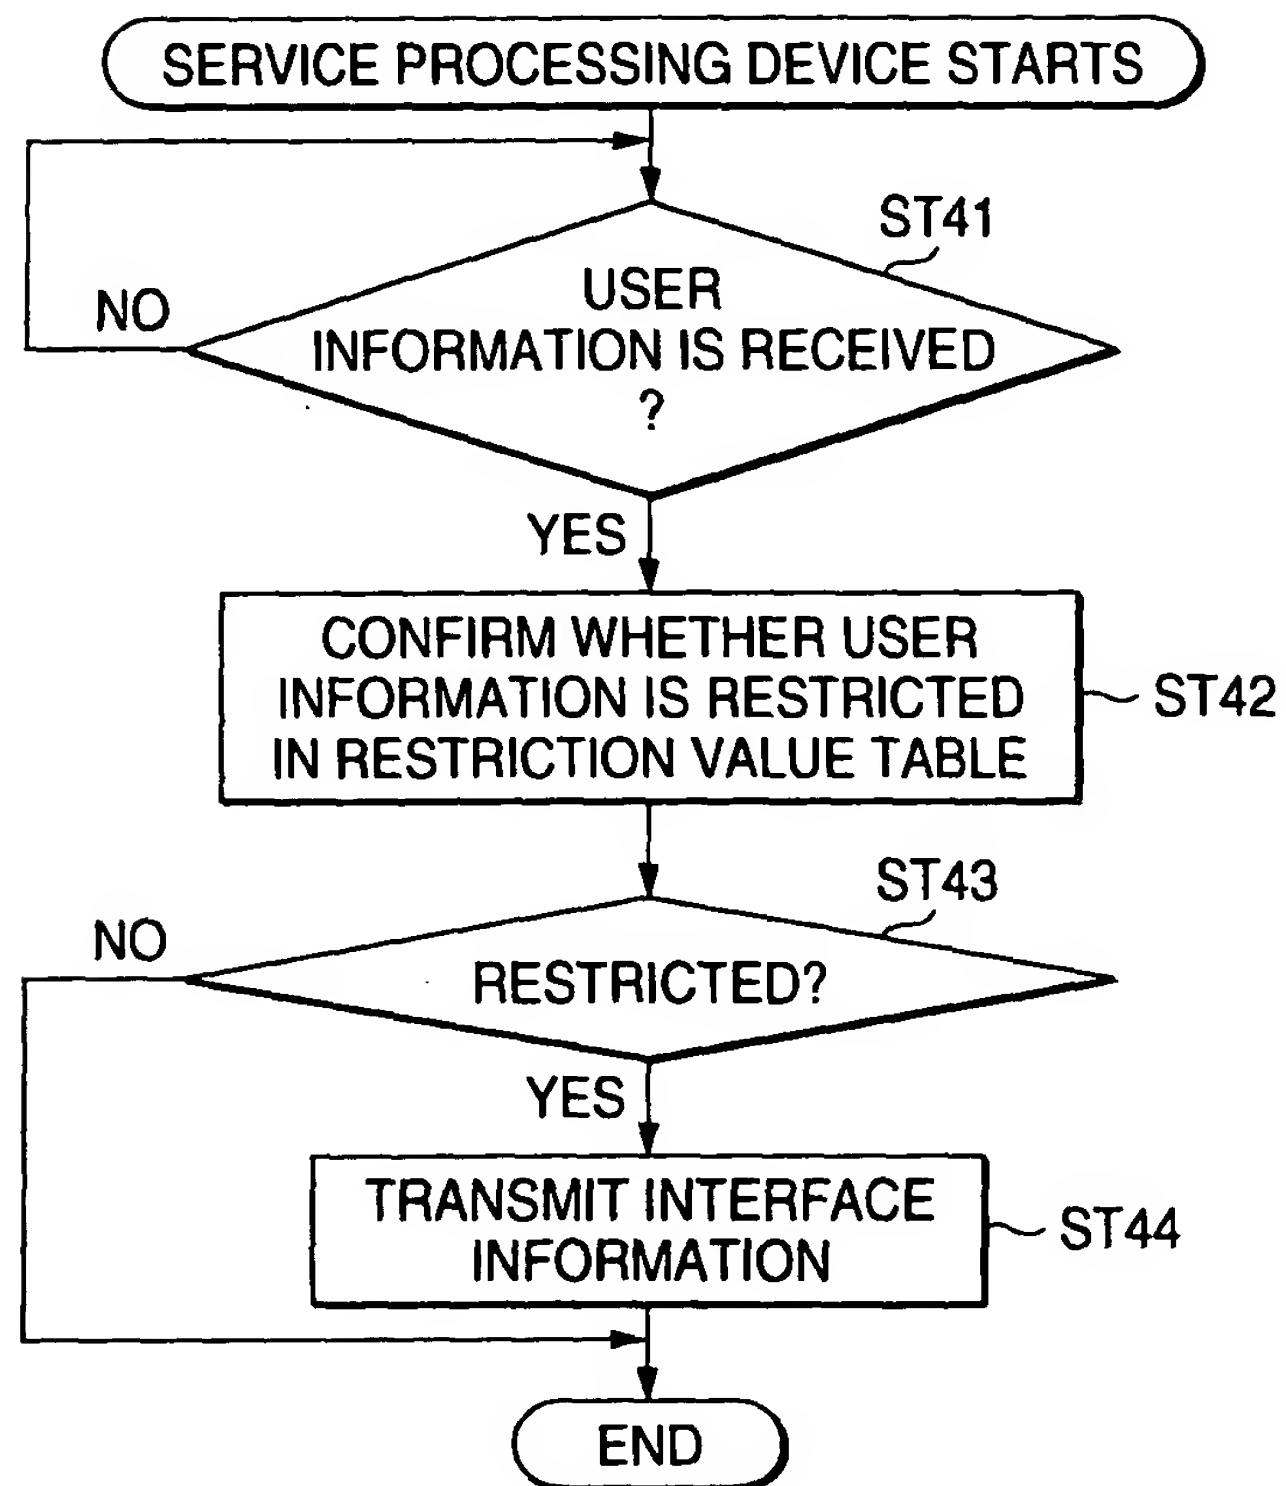 SERVICE PROCESSING DEVICE STARTS
ST41
USER
NO
INFORMATION IS RECEIVED
?
YES
CONFIRM WHETHER USER
INFORMATION IS RESTRICTED
IN RESTRICTION VALUE TABLE
ST42
ST43
NO
RESTRICTED?
YES
TRANSMIT INTERFACE
INFORMATION
ST44
END